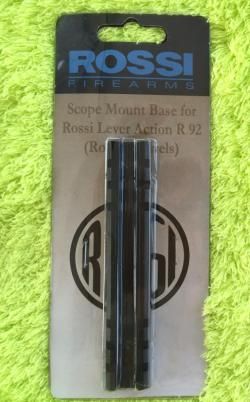 ROSSI
FIREARMS
Scope Mount Base for
Rossi Lever Action R 92